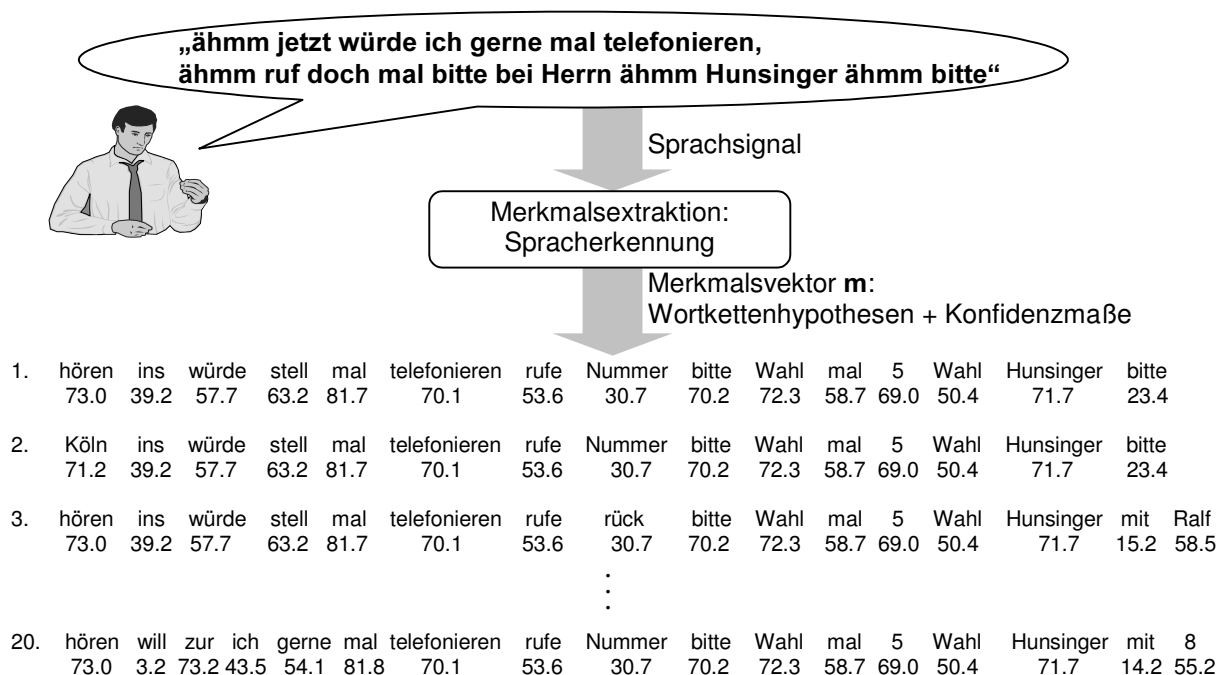 „ähmm jetzt würde ich gerne mal telefonieren,
ähmm ruf doch mal bitte bei Herrn ähmm Hunsinger ähmm bitte“
Sprachsignal
Merkmalsextraktion:
Spracherkennung
Merkmalsvektor m:
Wortkettenhypothesen + Konfidenzmaße
1. hören ins würde stell mal telefonieren rufe Nummer bitte Wahl mal 5 Wahl Hunsinger bitte
73.0 39.2 57.7 63.2 81.7 70.1 53.6 30.7 70.2 72.3 58.7 69.0 50.4 71.7 23.4
2. Köln ins würde stell mal telefonieren rufe Nummer bitte Wahl mal 5 Wahl Hunsinger bitte
71.2 39.2 57.7 63.2 81.7 70.1 53.6 30.7 70.2 72.3 58.7 69.0 50.4 71.7 23.4
3. hören ins würde stell mal telefonieren rufe rück bitte Wahl mal 5 Wahl Hunsinger mit Ralf
73.0 39.2 57.7 63.2 81.7 70.1 53.6 30.7 70.2 72.3 58.7 69.0 50.4 71.7 15.2 58.5
20. hören will zur ich gerne mal telefonieren rufe Nummer bitte Wahl mal 5 Wahl Hunsinger mit 8
73.0 3.2 73.2 43.5 54.1 81.8 70.1 53.6 30.7 70.2 72.3 58.7 69.0 50.4 71.7 14.2 55.2